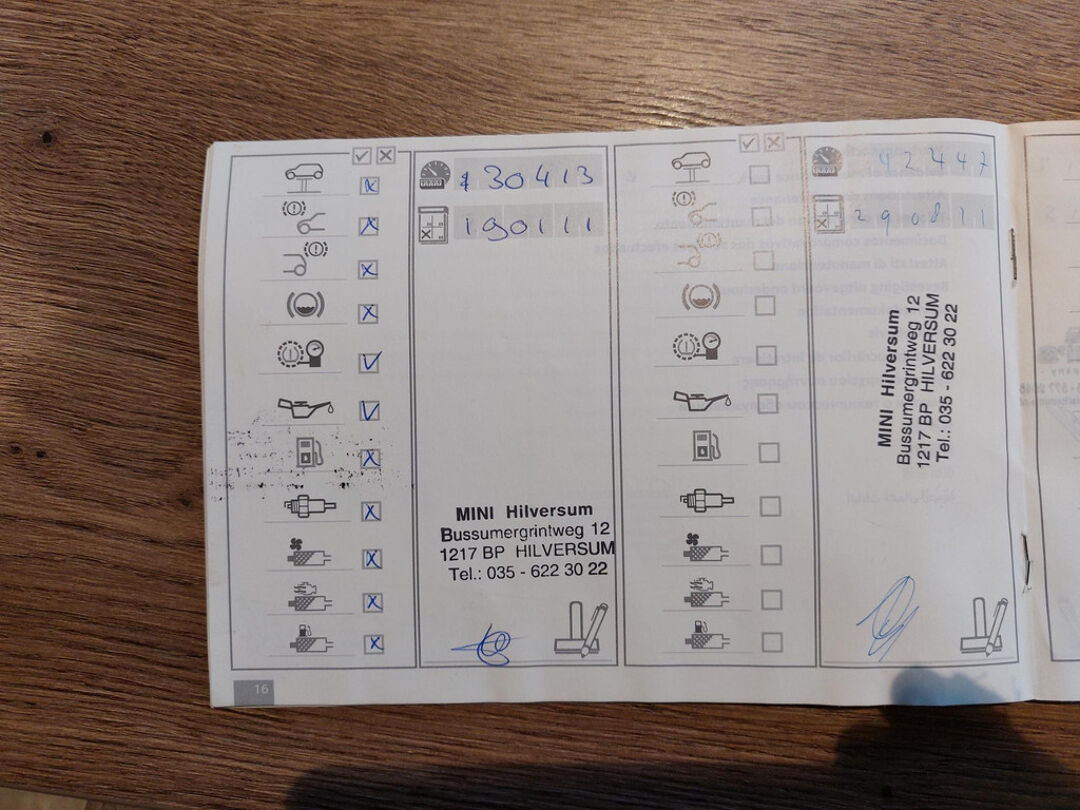 30413
190111
MINI Hilversum
Bussumergrintweg 12
1217 BP HILVERSUM
Tel.: 035 - 622 30 22
42447
290811
MINI Hilversum
Bussumergrintweg 12
1217 BP HILVERSUM
Tel.: 035 - 622 30 22
16